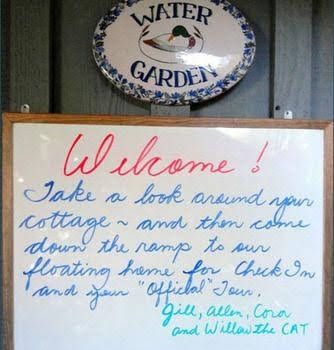 WATER
GARDEN
Welcome!
Take a look around your
cottage ~ and then come
down the ramp to our
floating home for Check In
and your "Official" Tour.
Jill, Allen, Cora
and Willow the CAT